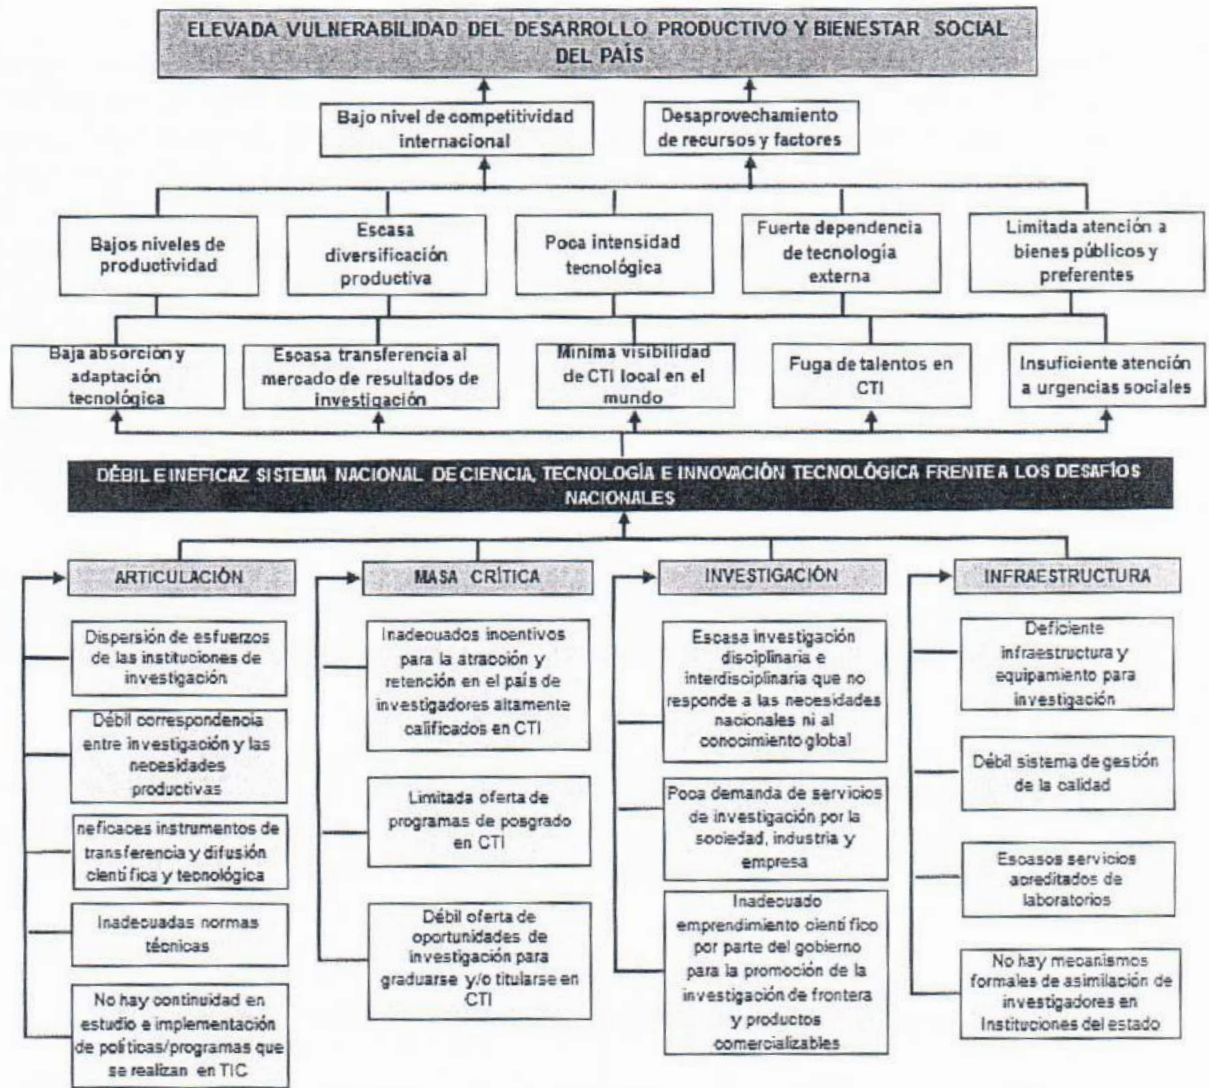 ELEVADA VULNERABILIDAD DEL DESARROLLO PRODUCTIVO Y BIENESTAR SOCIAL
DEL PAÍS
Bajo nivel de competitividad
internacional
Desaprovechamiento
de recursos y factores
Bajos niveles de
productividad
Escasa
diversificación
productiva
Poca intensidad
tecnológica
Fuerte dependencia
de tecnología
externa
Limitada atención a
bienes públicos y
preferentes
Baja absorción y
adaptación
tecnológica
Escasa transferencia al
mercado de resultados de
investigación
Mínima visibilidad
de CTI local en el
mundo
Fuga de talentos en
CTI
Insuficiente atención
a urgencias sociales
DÉBIL E INEFICAZ SISTEMA NACIONAL DE CIENCIA, TECNOLOGÍA E INNOVACIÓN TECNOLÓGICA FRENTE A LOS DESAFÍOS
NACIONALES
ARTICULACIÓN
Dispersión de esfuerzos
de las instituciones de
investigación
Débil correspondencia
entre investigación y las
necesidades
productivas
neficaces instrumentos de
transferencia y difusión
científica y tecnológica
Inadecuadas normas
técnicas
No hay continuidad en
estudio e implementación
de políticas/programas que
se realizan en TIC
MASA CRÍTICA
Inadecuados incentivos
para la atracción y
retención en el país de
investigadores altamente
calificados en CTI
Limitada oferta de
programas de posgrado
en CTI
Débil oferta de
oportunidades de
investigación para
graduarse y/o titularse en
CTI
INVESTIGACIÓN
Escasa investigación
disciplinaria e
interdisciplinaria que no
responde a las necesidades
nacionales ni al
conocimiento global
Poca demanda de servicios
de investigación por la
sociedad, industria y
empresa
Inadecuado
emprendimiento científico
por parte del gobierno
para la promoción de la
investigación de frontera
y productos
comercializables
INFRAESTRUCTURA
Deficiente
infraestructura y
equipamiento para
investigación
Débil sistema de gestión
de la calidad
Escasos servicios
acreditados de
laboratorios
No hay mecanismos
formales de asimilación de
investigadores en
Instituciones del estado